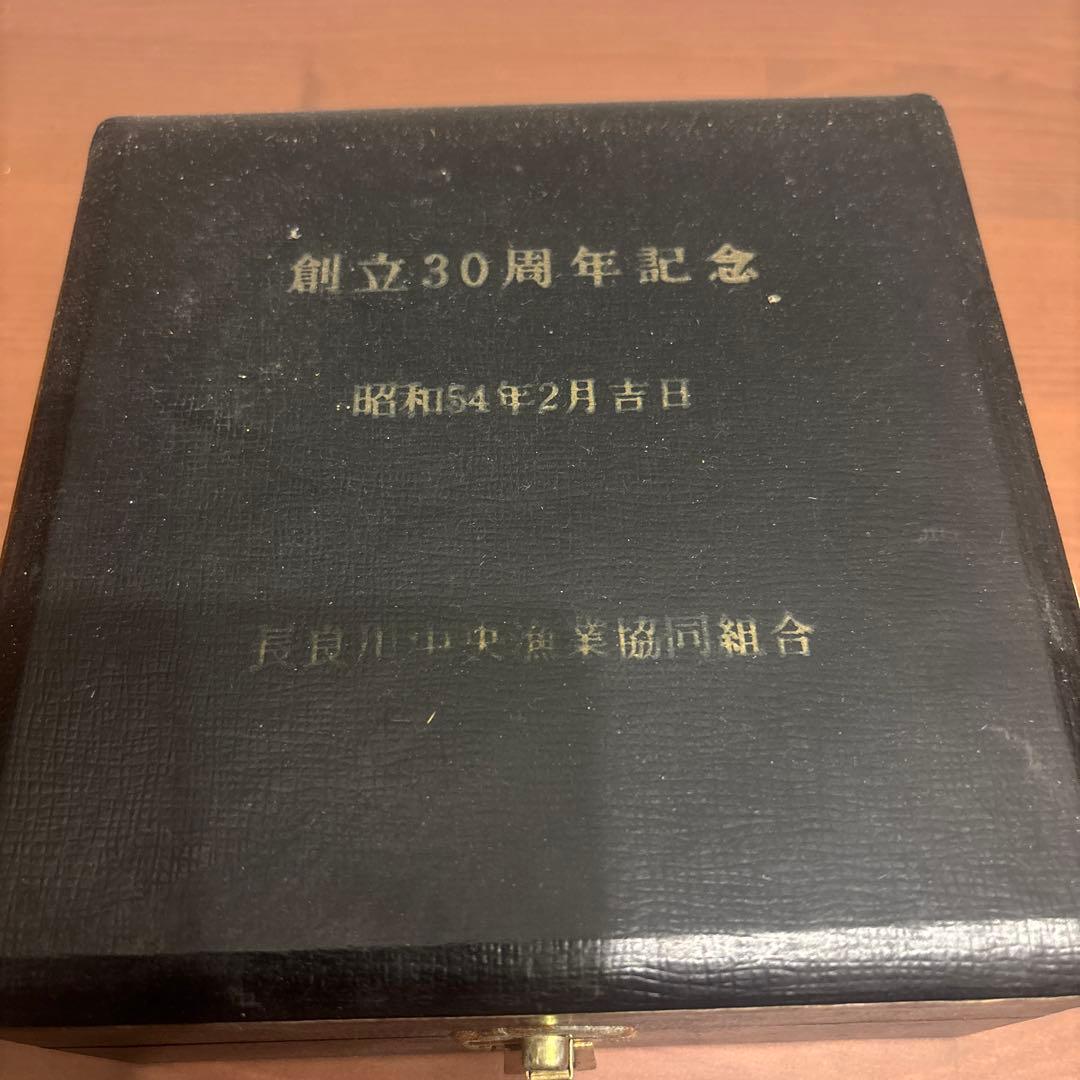 創立30周年記念
昭和54年2月吉日
長良川中央漁業協同組合